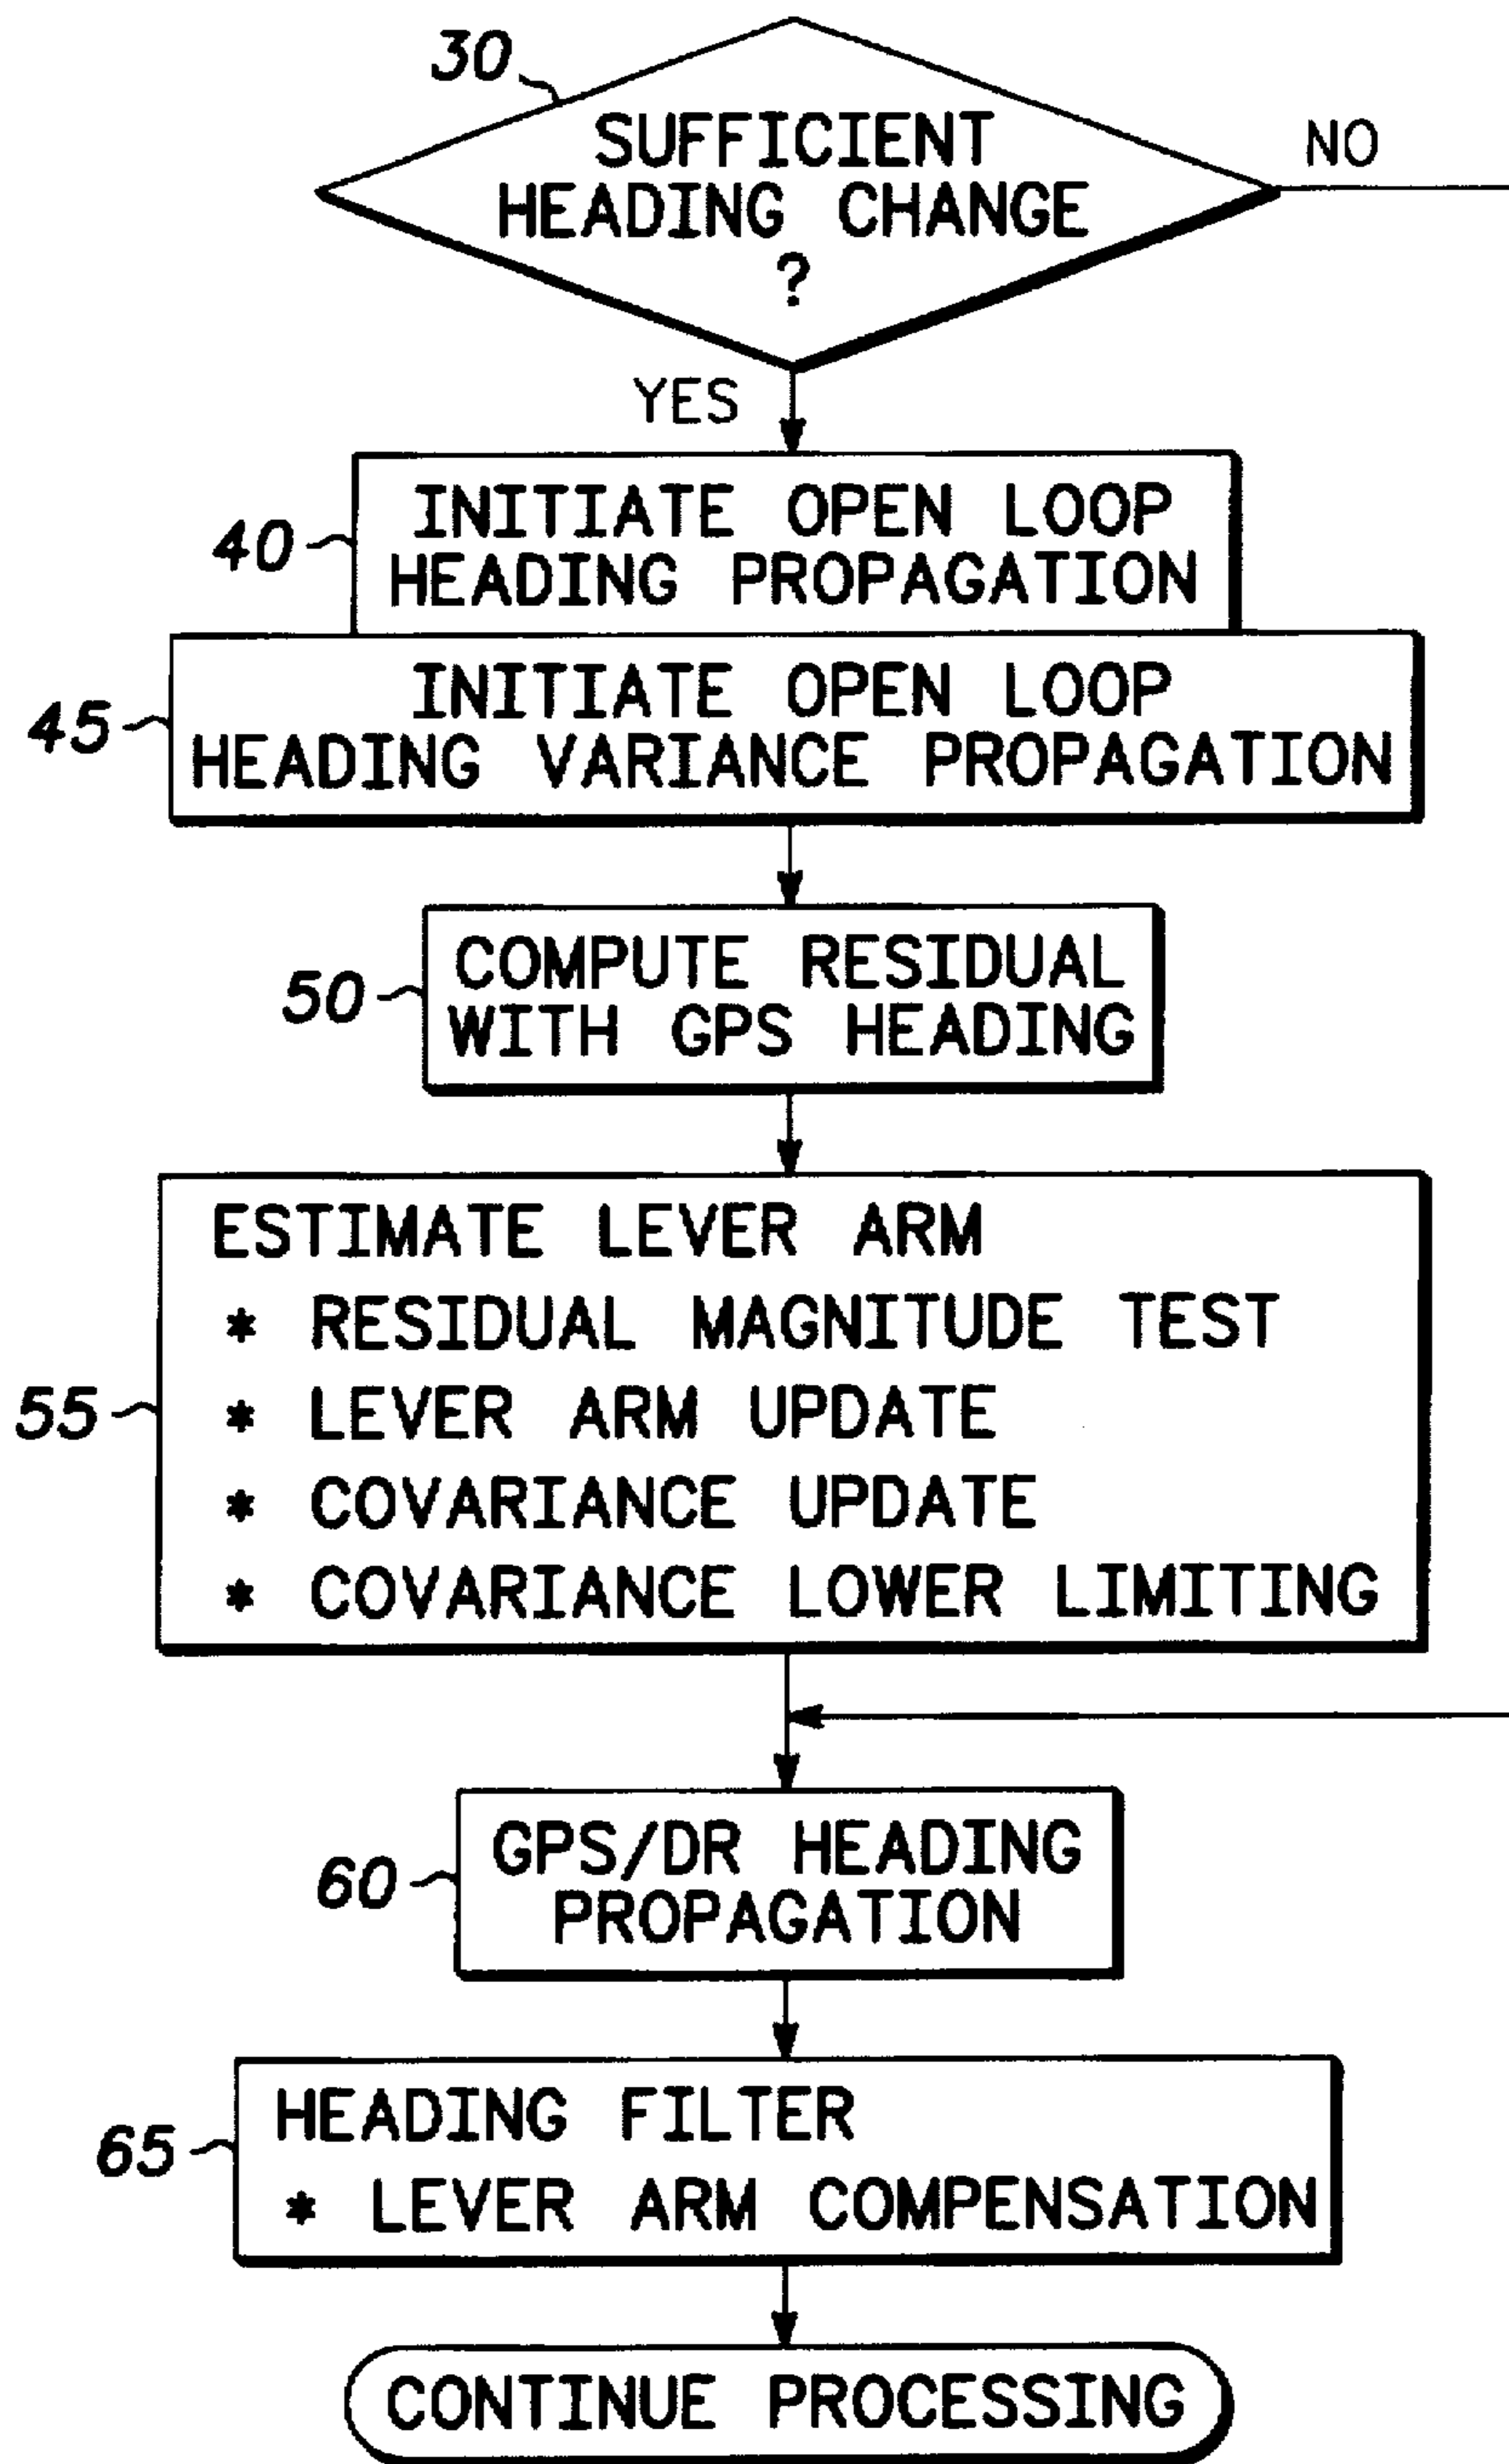 30
SUFFICIENT
HEADING CHANGE
?
NO
YES
40
INITIATE OPEN LOOP
HEADING PROPAGATION
45
INITIATE OPEN LOOP
HEADING VARIANCE PROPAGATION
50
COMPUTE RESIDUAL
WITH GPS HEADING
55
ESTIMATE LEVER ARM
* RESIDUAL MAGNITUDE TEST
* LEVER ARM UPDATE
* COVARIANCE UPDATE
* COVARIANCE LOWER LIMITING
60
GPS/DR HEADING
PROPAGATION
65
HEADING FILTER
* LEVER ARM COMPENSATION
CONTINUE PROCESSING